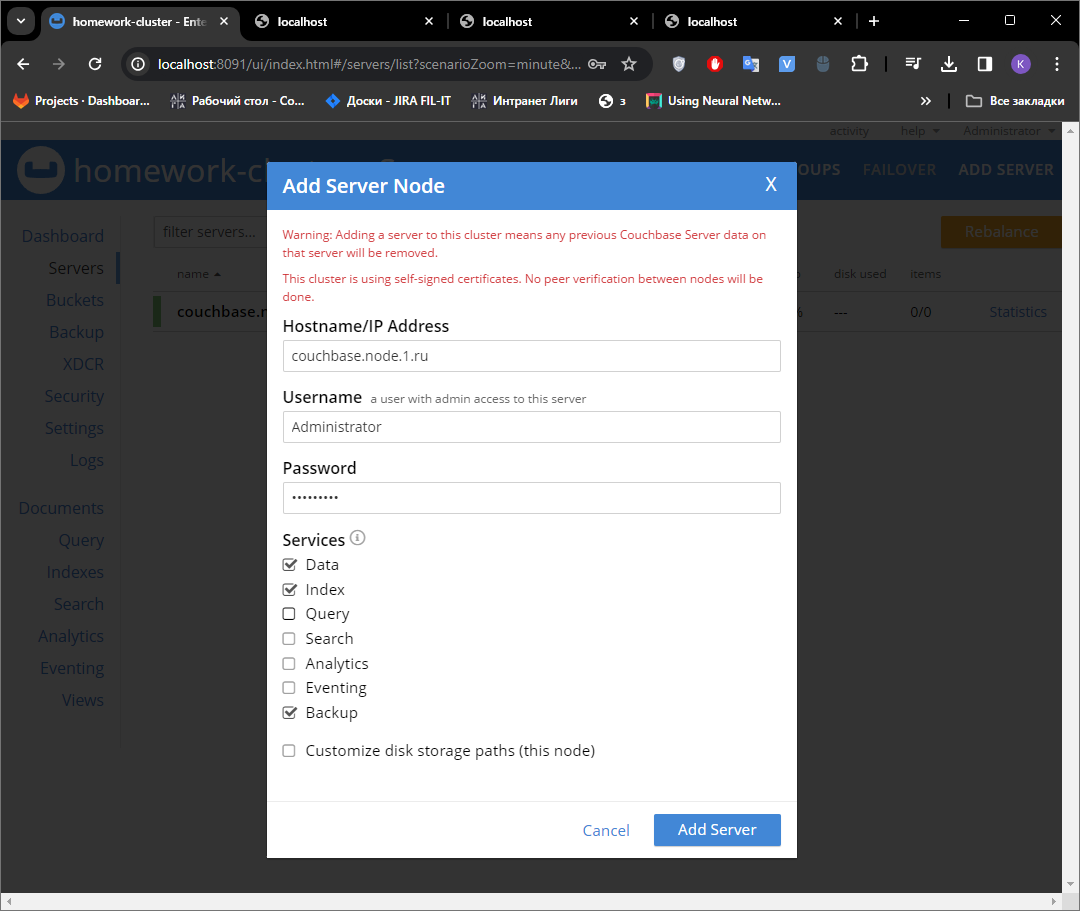 homework-cluster - Ente
localhost
localhost
localhost
localhost:8091/ui/index.html#/servers/list?scenarioZoom=minute&...
K
Projects · Dashboar...
Рабочий стол - Co...
Доски - JIRA FIL-IT
Интранет Лиги
з
Using Neural Netw...
Все закладки
activity
help
Administrator
homework-c
OUPS
FAILOVER
ADD SERVER
Dashboard
Servers
Buckets
Backup
XDCR
Security
Settings
Logs
Documents
Query
Indexes
Search
Analytics
Eventing
Views
filter servers...
Rebalance
name
disk used
items
couchbase.n
%
---
0/0
Statistics
Add Server Node
X
Warning: Adding a server to this cluster means any previous Couchbase Server data on
that server will be removed.
This cluster is using self-signed certificates. No peer verification between nodes will be
done.
Hostname/IP Address
couchbase.node.1.ru
Username a user with admin access to this server
Administrator
Password
•••••••••
Services
Data
Index
Query
Search
Analytics
Eventing
Backup
Customize disk storage paths (this node)
Cancel
Add Server